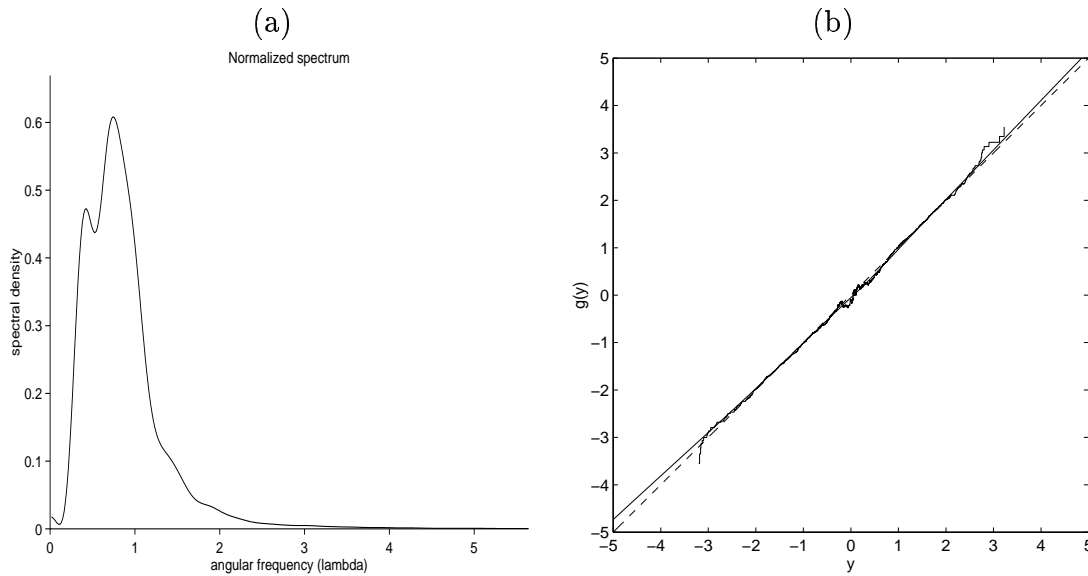 (a)
Normalized spectrum
0.6
0.5
0.4
0.3
0.2
0.1
0
0 1 2 3 4 5
spectral density
angular frequency (lambda)
(b)
5
4
3
2
1
0
−1
−2
−3
−4
−5
−5 −4 −3 −2 −1 0 1 2 3 4 5
g(y)
y